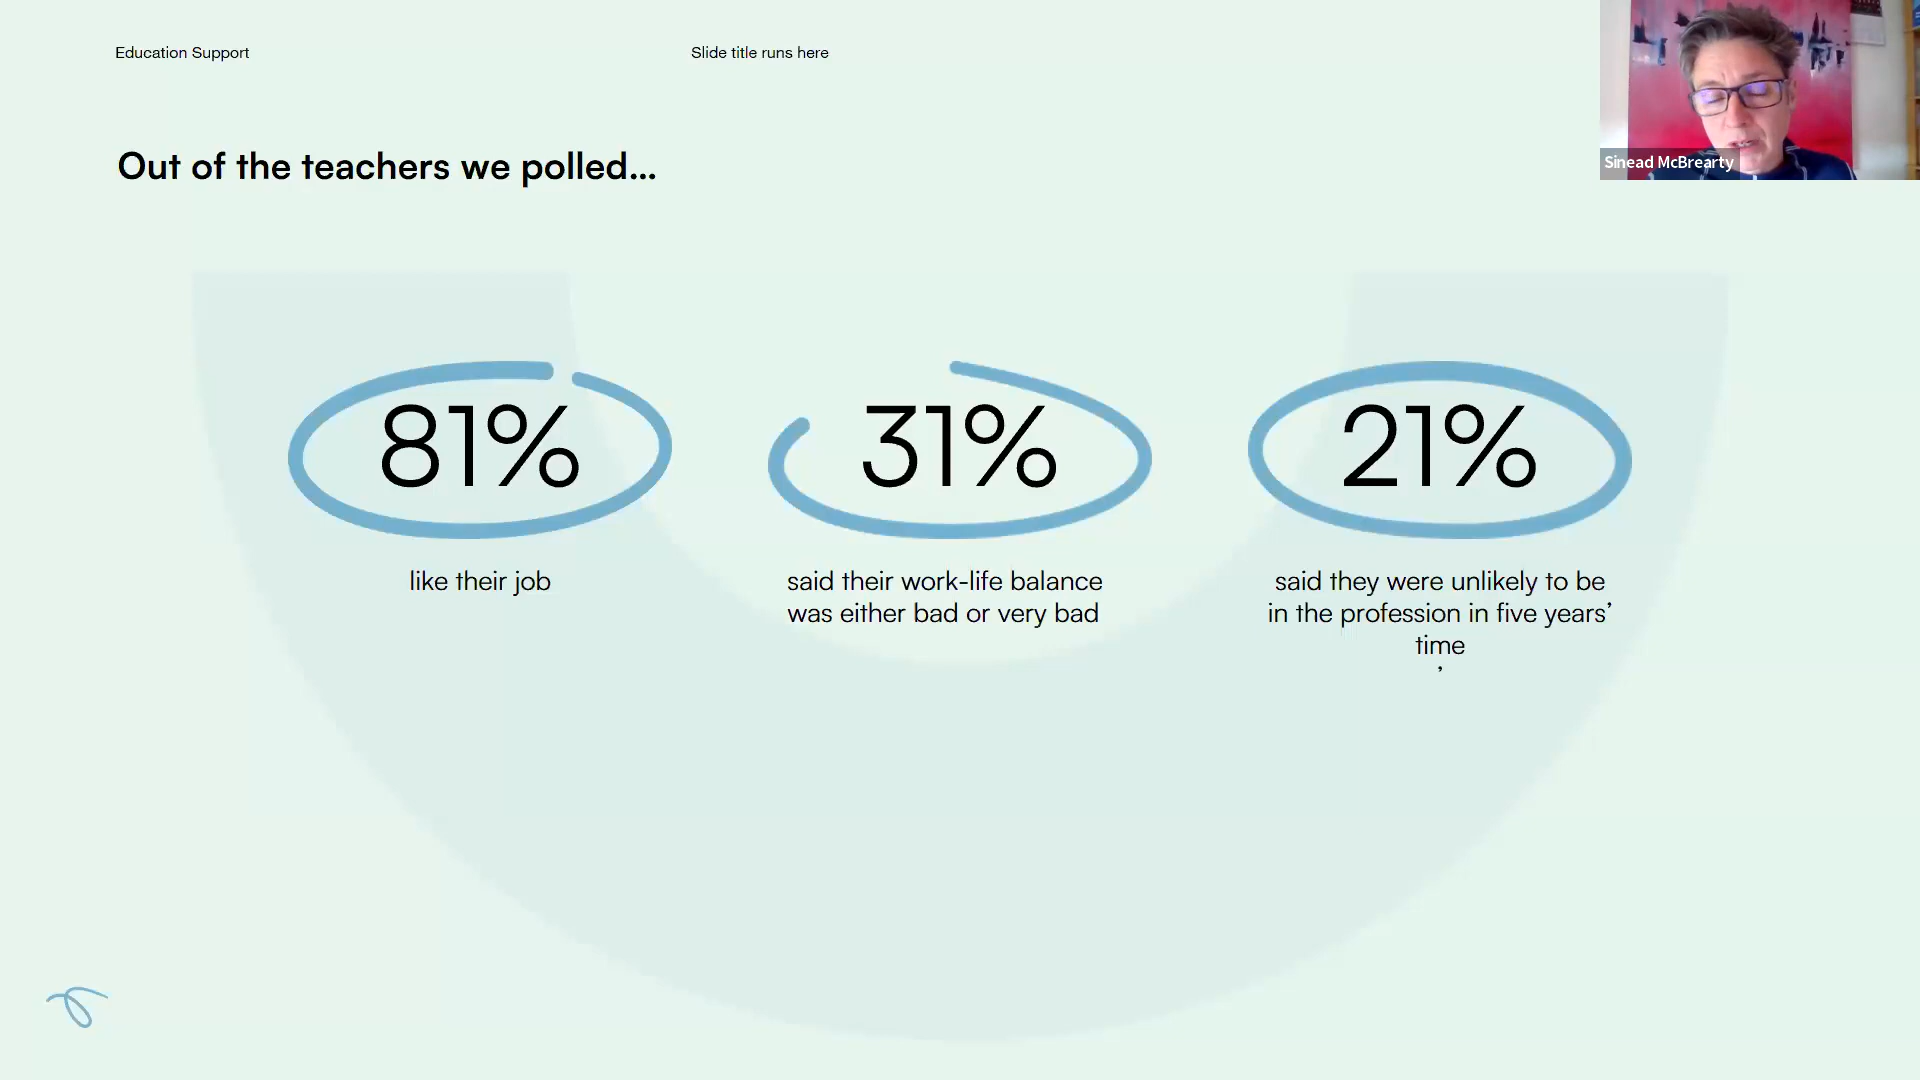 Education Support
Slide title runs here
Sinead McBrearty
Out of the teachers we polled...
81%
31%
21%
like their job
said their work-life balance
was either bad or very bad
said they were unlikely to be
in the profession in five years’
time
’